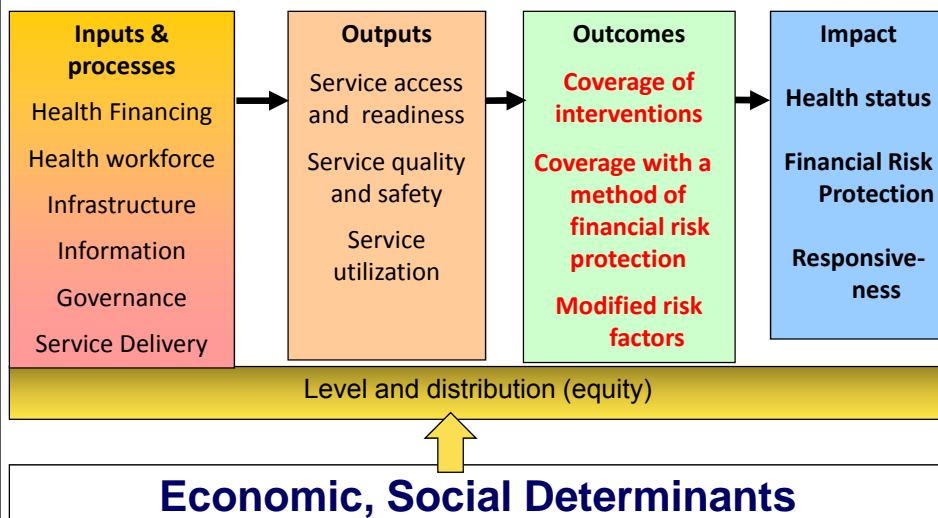 Inputs &
processes
Health Financing
Health workforce
Infrastructure
Information
Governance
Service Delivery
Outputs
Service access
and readiness
Service quality
and safety
Service
utilization
Outcomes
Coverage of
interventions
Coverage with a
method of
financial risk
protection
Modified risk
factors
Impact
Health status
Financial Risk
Protection
Responsive-
ness
Level and distribution (equity)
Economic, Social Determinants